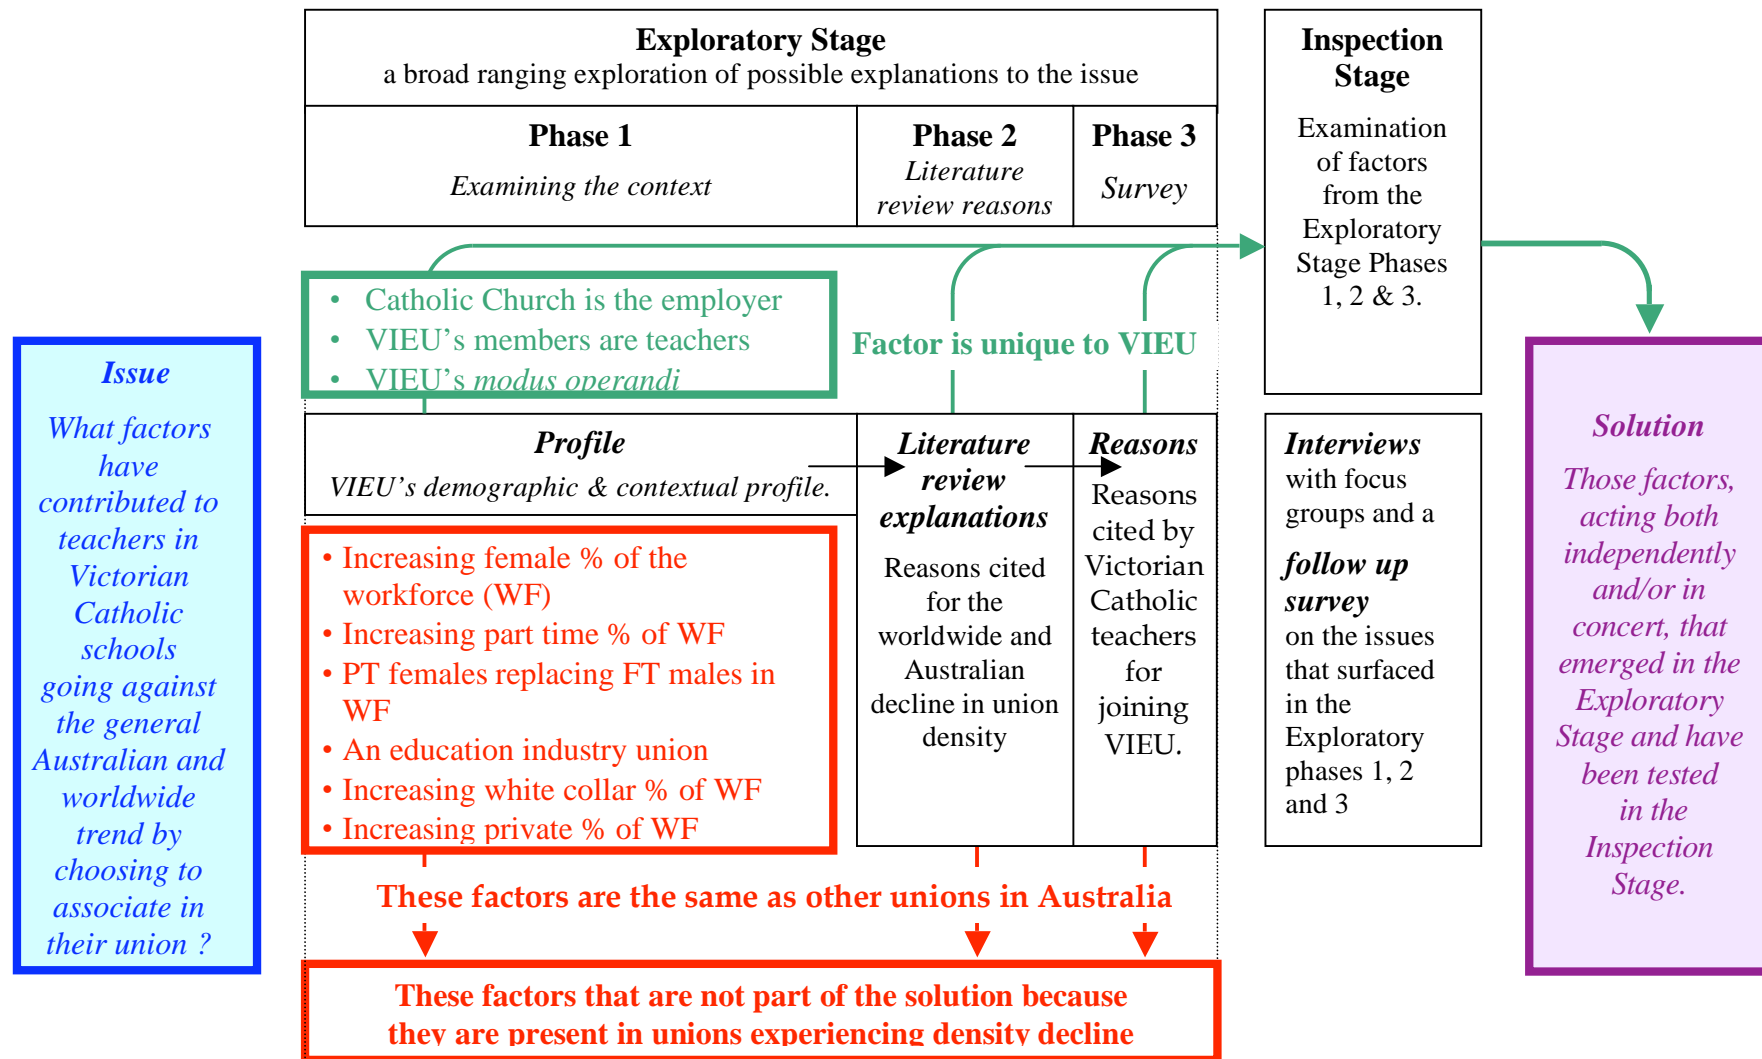 Exploratory Stage
a broad ranging exploration of possible explanations to the issue
Phase 1
Examining the context
Phase 2
Literature
review reasons
Phase 3
Survey
Inspection
Stage
Examination
of factors
from the
Exploratory
Stage Phases
1, 2 & 3.
• Catholic Church is the employer
• VIEU's members are teachers
• VIEU's modus operandi
Factor is unique to VIEU
Issue
What factors
have
contributed to
teachers in
Victorian
Catholic
schools
going against
the general
Australian and
worldwide
trend by
choosing to
associate in
their union ?
Profile
VIEU's demographic & contextual profile.
• Increasing female % of the
workforce (WF)
• Increasing part time % of WF
• PT females replacing FT males in
WF
• An education industry union
• Increasing white collar % of WF
• Increasing private % of WF
Literature
review
explanations
Reasons cited
for the
worldwide and
Australian
decline in union
density
Reasons
Reasons
cited by
Victorian
Catholic
teachers
for
joining
VIEU.
Interviews
with focus
groups and a
follow up
survey
on the issues
that surfaced
in the
Exploratory
phases 1, 2
and 3
Solution
Those factors,
acting both
independently
and/or in
concert, that
emerged in the
Exploratory
Stage and have
been tested
in the
Inspection
Stage.
These factors are the same as other unions in Australia
These factors that are not part of the solution because
they are present in unions experiencing density decline